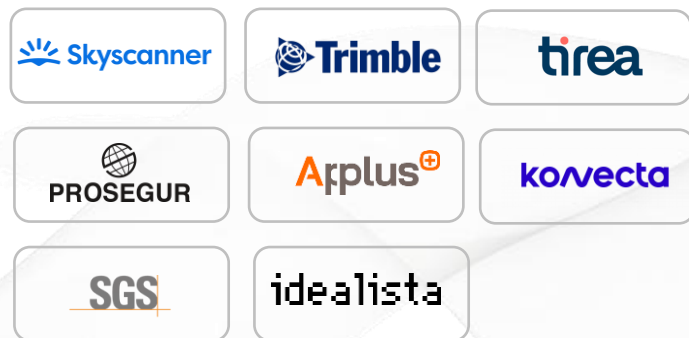 Skyscanner
Trimble
tirea
PROSEGUR
Applus+
konecta
SGS
idealista